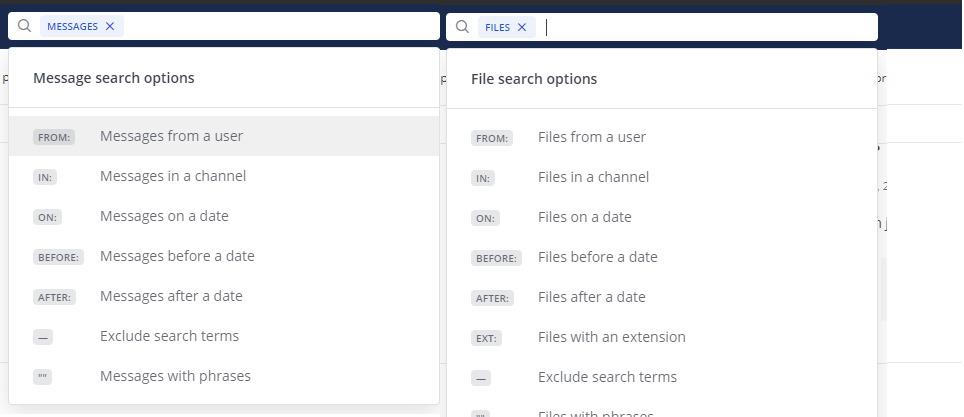 MESSAGES ×
Message search options
FROM: Messages from a user
IN: Messages in a channel
ON: Messages on a date
BEFORE: Messages before a date
AFTER: Messages after a date
— Exclude search terms
"" Messages with phrases
FILES ×
File search options
FROM: Files from a user
IN: Files in a channel
ON: Files on a date
BEFORE: Files before a date
AFTER: Files after a date
EXT: Files with an extension
— Exclude search terms
"" Files with phrases